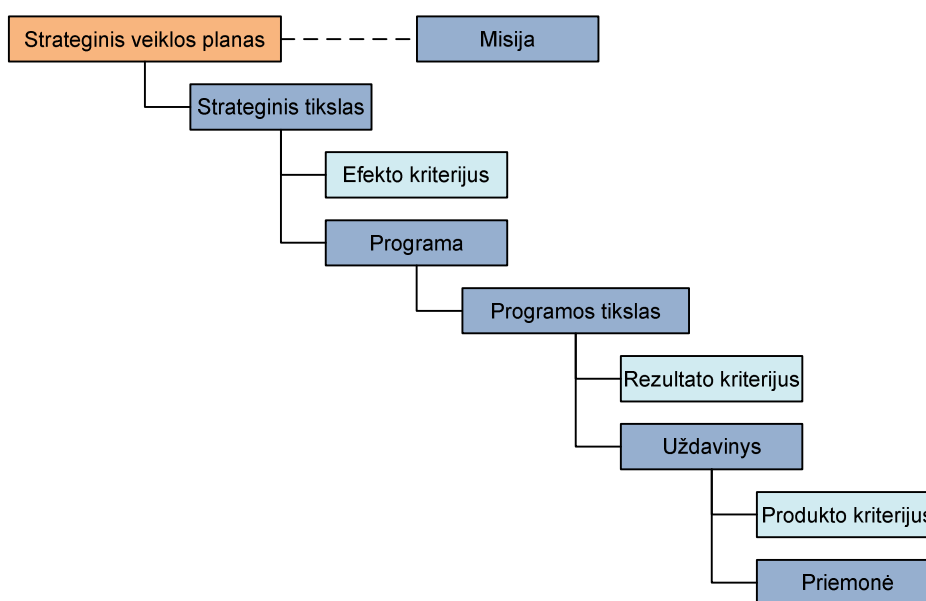 Strateginis veiklos planas
Misija
Strateginis tikslas
Efekto kriterijus
Programa
Programos tikslas
Rezultato kriterijus
Uždavinys
Produkto kriterijus
Priemonė